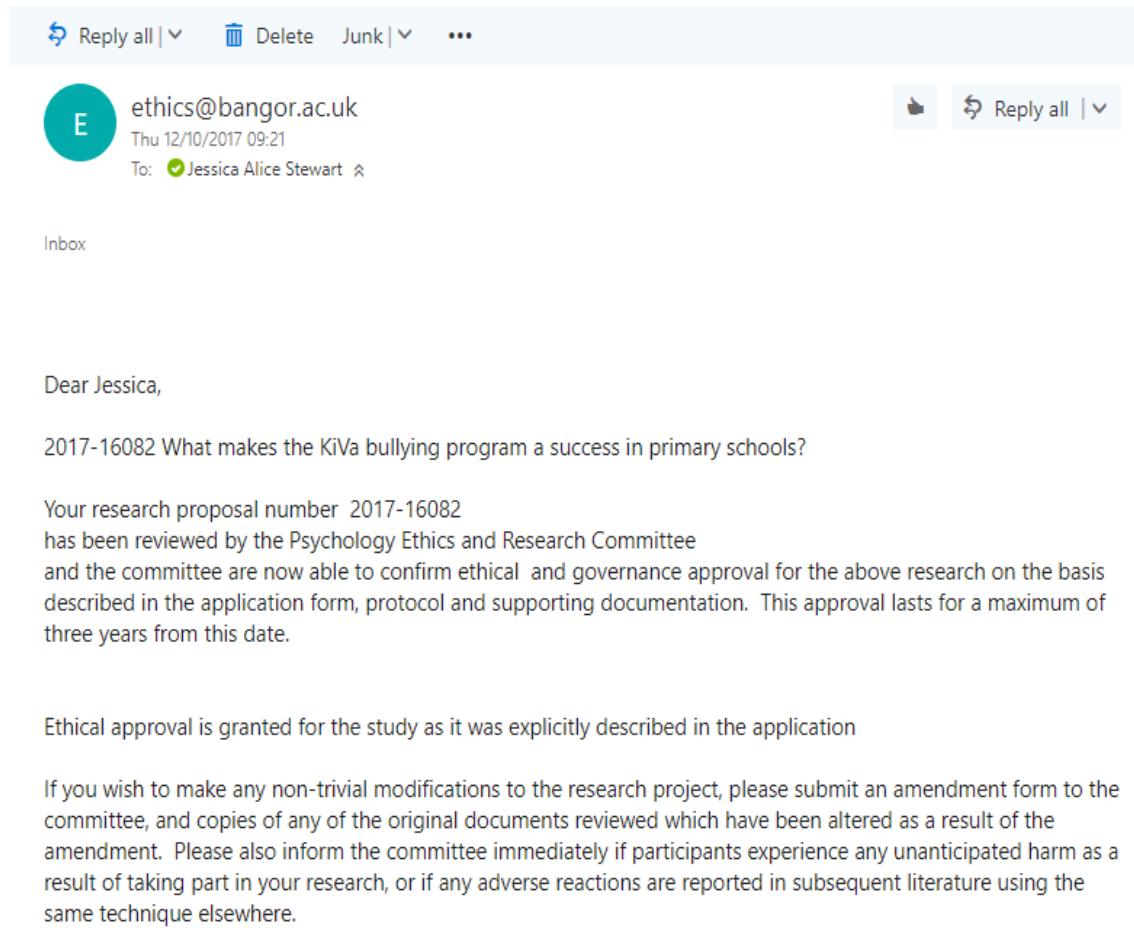 Reply all | Delete Junk | •••
E
ethics@bangor.ac.uk
Reply all |
Thu 12/10/2017 09:21
To: Jessica Alice Stewart
Inbox
Dear Jessica,
2017-16082 What makes the KiVa bullying program a success in primary schools?
Your research proposal number  2017-16082
has been reviewed by the Psychology Ethics and Research Committee
and the committee are now able to confirm ethical  and governance approval for the above research on the basis
described in the application form, protocol and supporting documentation.  This approval lasts for a maximum of
three years from this date.
Ethical approval is granted for the study as it was explicitly described in the application
If you wish to make any non-trivial modifications to the research project, please submit an amendment form to the
committee, and copies of any of the original documents reviewed which have been altered as a result of the
amendment.  Please also inform the committee immediately if participants experience any unanticipated harm as a
result of taking part in your research, or if any adverse reactions are reported in subsequent literature using the
same technique elsewhere.